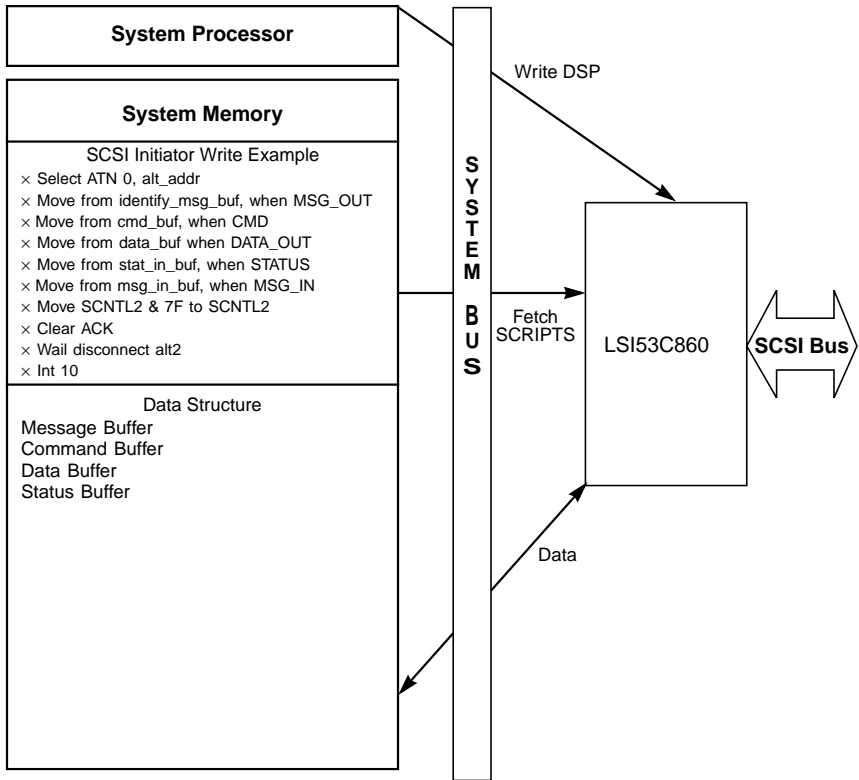 System Processor
System Memory
SCSI Initiator Write Example
× Select ATN 0, alt_addr
× Move from identify_msg_buf, when MSG_OUT
× Move from cmd_buf, when CMD
× Move from data_buf when DATA_OUT
× Move from stat_in_buf, when STATUS
× Move from msg_in_buf, when MSG_IN
× Move SCNTL2 & 7F to SCNTL2
× Clear ACK
× Wail disconnect alt2
× Int 10
Data Structure
Message Buffer
Command Buffer
Data Buffer
Status Buffer
SYSTEM BUS
Write DSP
Fetch
SCRIPTS
Data
LSI53C860
SCSI Bus